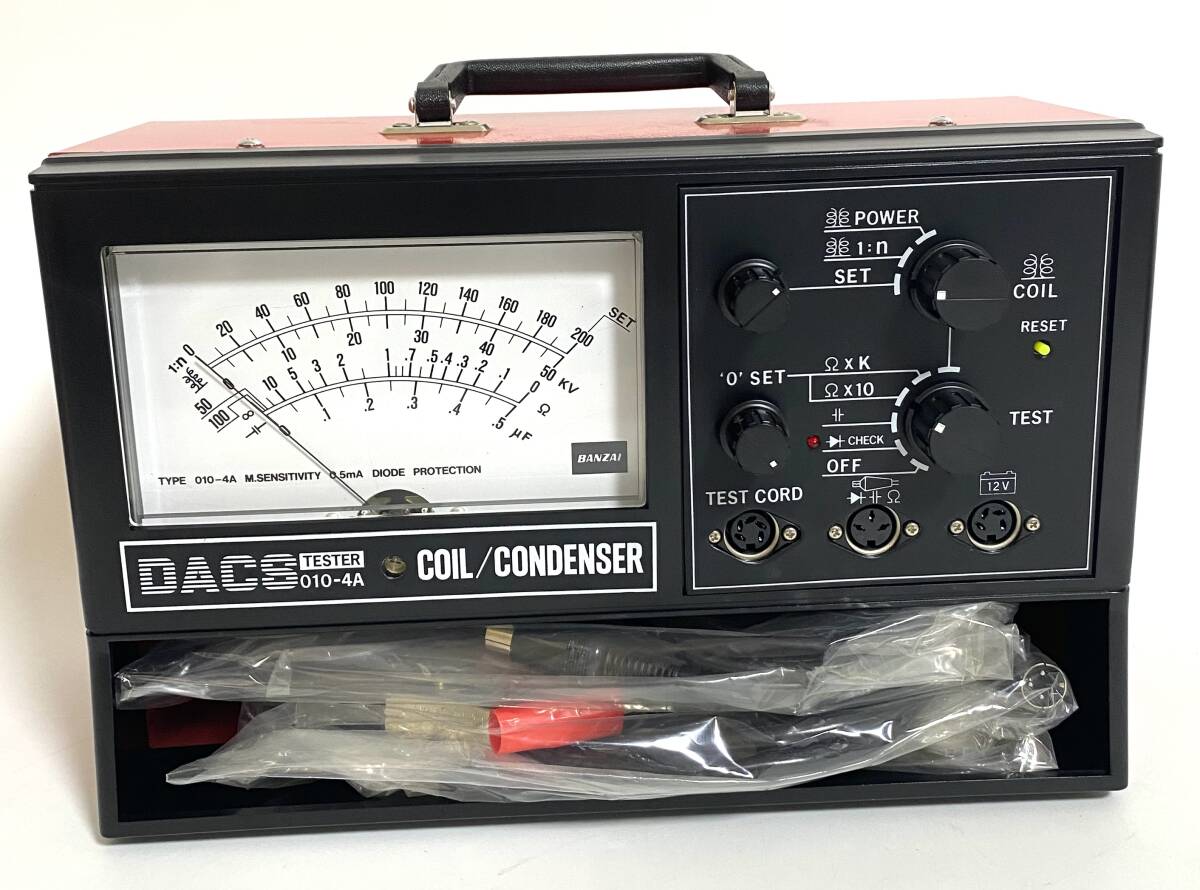 0 20 40 60 80 100 120 140 160 180 200 SET
1:n 0 10 20 30 40 50 KV
50 100 ∞ 10 5 3 2 1 .7 .5 .4 .3 .2 .1 0 Ω
0 .1 .2 .3 .4 .5 μF
BANZAI
TYPE 010-4A M.SENSITIVITY 0.5mA DIODE PROTECTION
DACS TESTER 010-4A COIL/CONDENSER
POWER
1:n
SET
COIL
RESET
'0' SET
Ω x K
Ω x 10
CHECK
OFF
TEST
TEST CORD
Ω
12V